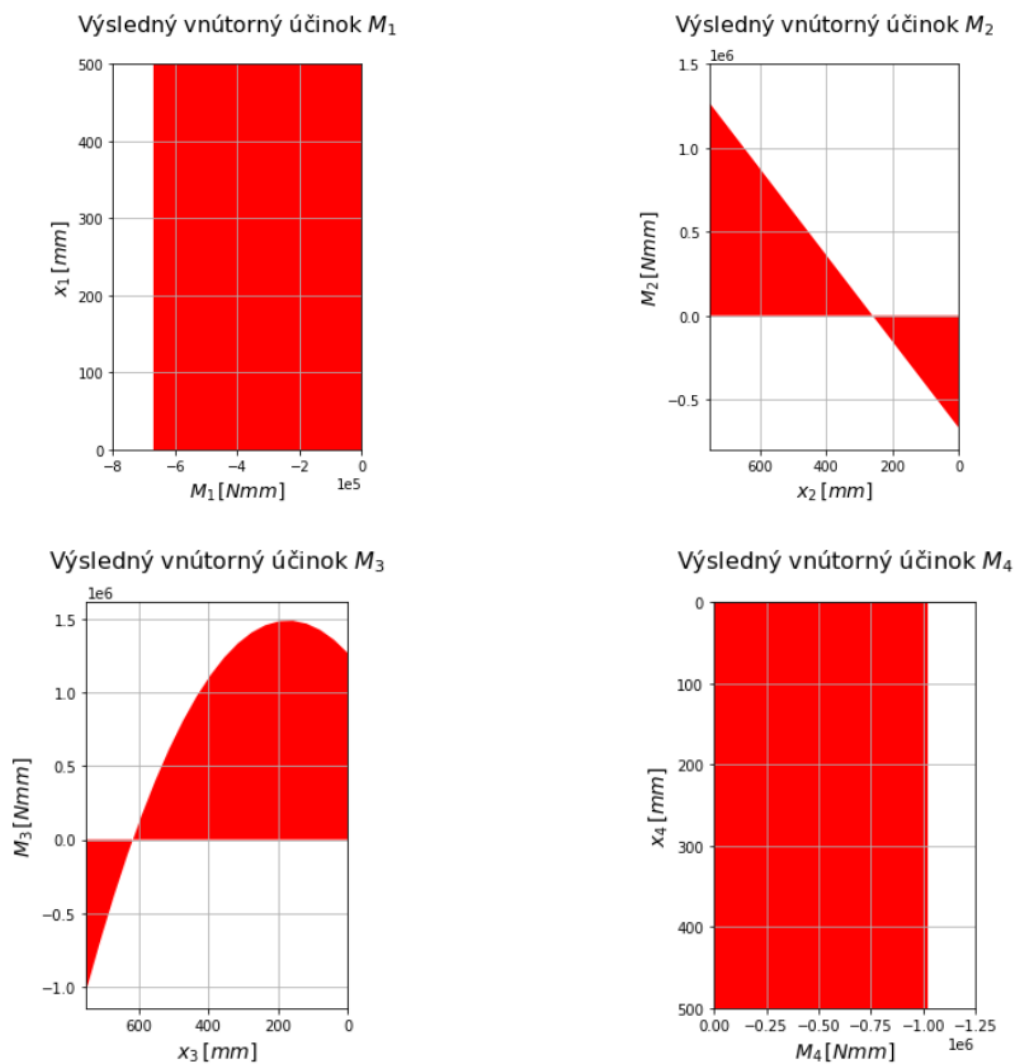 Výsledný vnútorný účinok M₁
500
400
300
200
100
0
x₁ [mm]
−8 −6 −4 −2 0
1e5
M₁ [Nmm]
Výsledný vnútorný účinok M₂
1e6
1.5
1.0
0.5
0.0
−0.5
M₂ [Nmm]
600 400 200 0
x₂ [mm]
Výsledný vnútorný účinok M₃
1e6
1.5
1.0
0.5
0.0
−0.5
−1.0
M₃ [Nmm]
600 400 200 0
x₃ [mm]
Výsledný vnútorný účinok M₄
0
100
200
300
400
500
x₄ [mm]
0.00 −0.25 −0.50 −0.75 −1.00 −1.25
1e6
M₄ [Nmm]